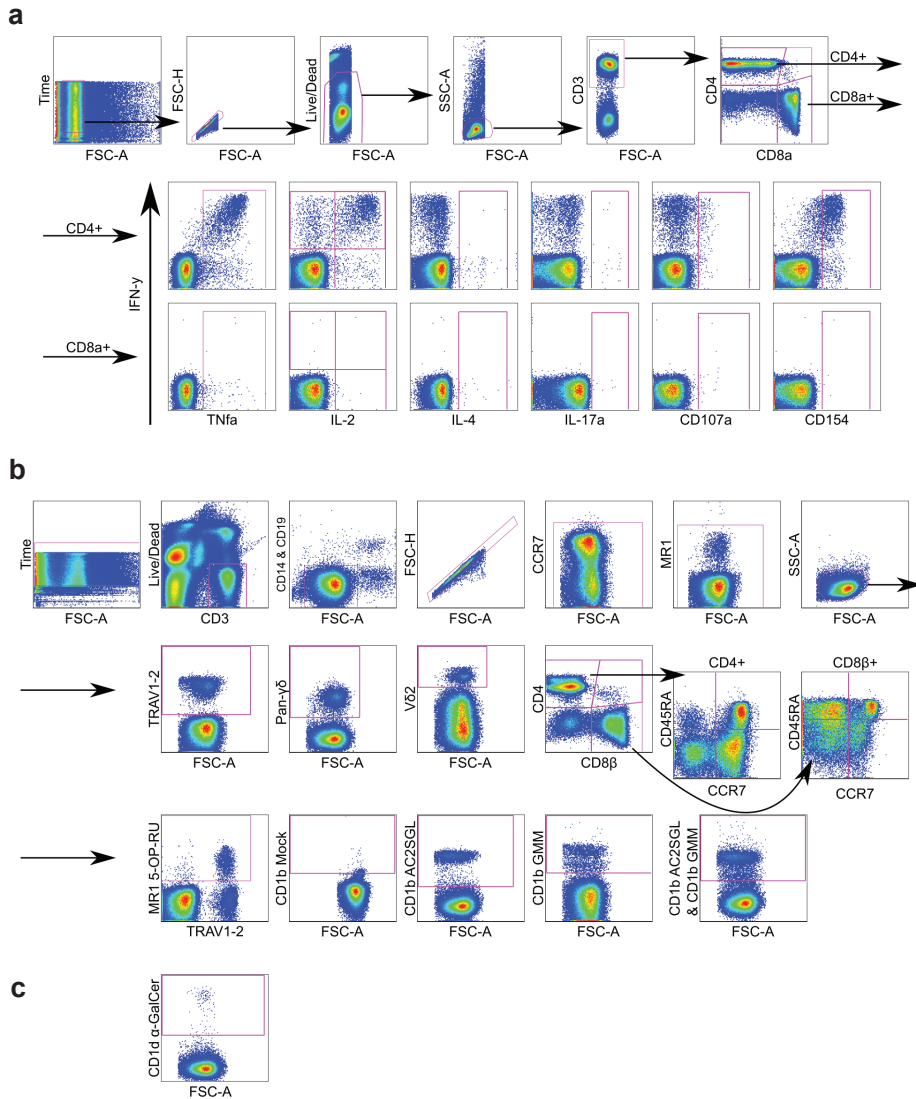 a
Time
FSC-A
FSC-H
FSC-A
Live/Dead
FSC-A
SSC-A
FSC-A
CD3
FSC-A
CD4
CD8a
CD4+
CD8a+
CD4+
CD8a+
IFN-y
TNfa
IL-2
IL-4
IL-17a
CD107a
CD154
b
Time
FSC-A
Live/Dead
CD3
CD14 & CD19
FSC-A
FSC-H
FSC-A
CCR7
FSC-A
MR1
FSC-A
SSC-A
FSC-A
TRAV1-2
FSC-A
Pan-γδ
FSC-A
Vδ2
FSC-A
CD4
CD8β
CD4+
CD45RA
CCR7
CD8β+
CD45RA
CCR7
MR1 5-OP-RU
TRAV1-2
CD1b Mock
FSC-A
CD1b AC2SGL
FSC-A
CD1b GMM
FSC-A
CD1b AC2SGL
& CD1b GMM
FSC-A
c
CD1d α-GalCer
FSC-A